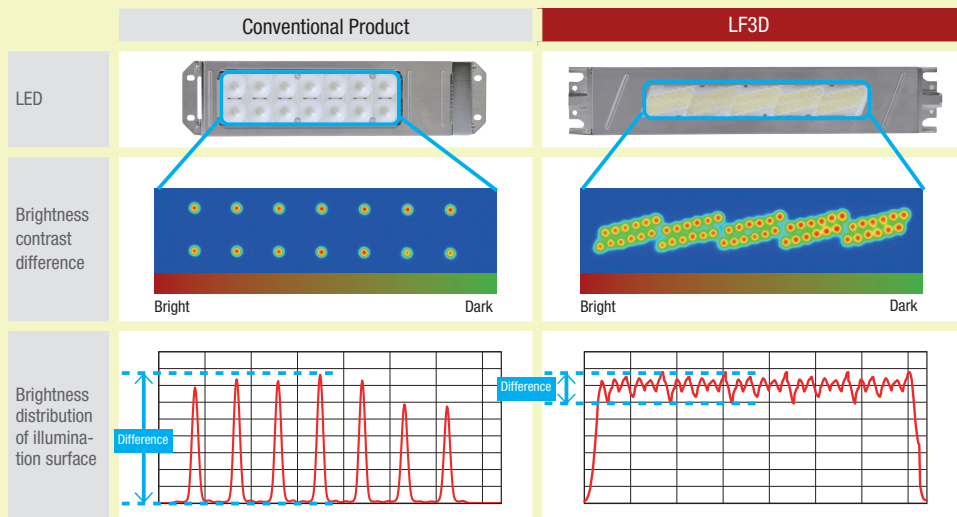 Conventional Product
LF3D
LED
Brightness
contrast
difference
Bright
Dark
Bright
Dark
Brightness
distribution
of illumina-
tion surface
Difference
Difference